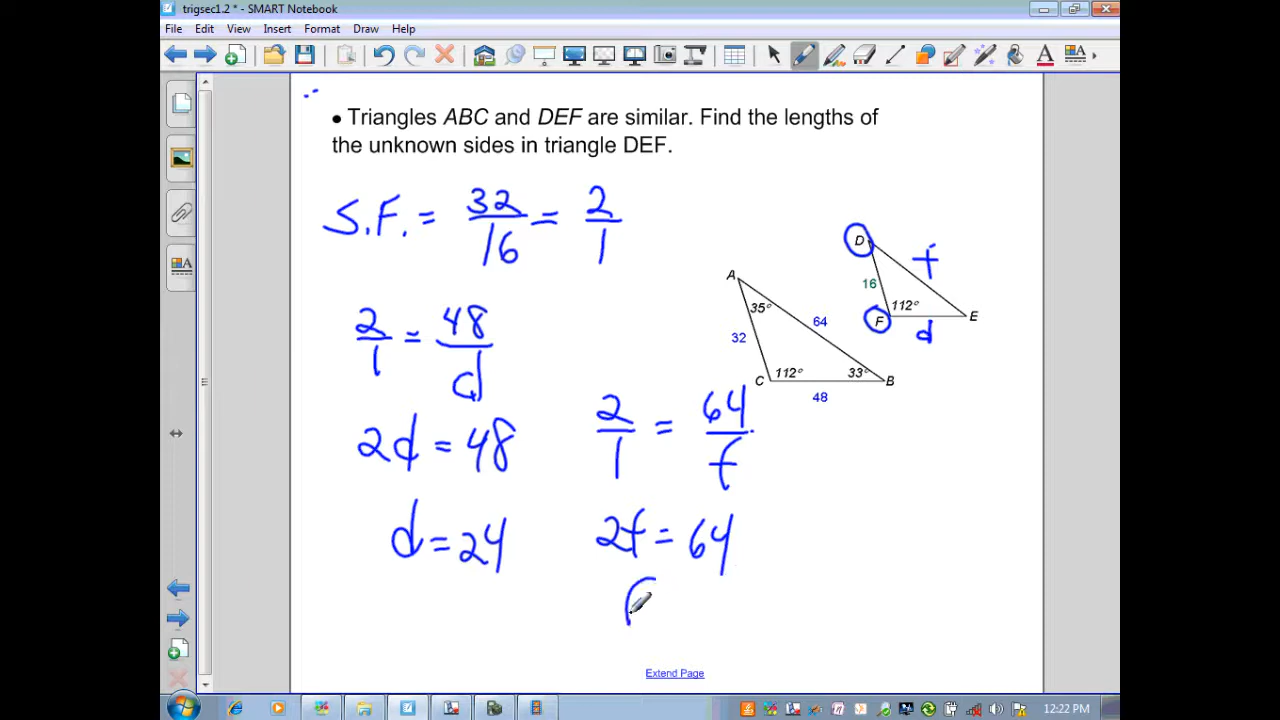 trigsec1.2 * - SMART Notebook
File Edit View Insert Format Draw Help
• Triangles ABC and DEF are similar. Find the lengths of
the unknown sides in triangle DEF.
S.F. = 32/16 = 2/1
D
f
16
112°
F
E
d
A
35°
64
32
C
112°
33°
B
48
2/1 = 48/d
2d = 48
d = 24
2/1 = 64/f
2f = 64
Extend Page
12:22 PM